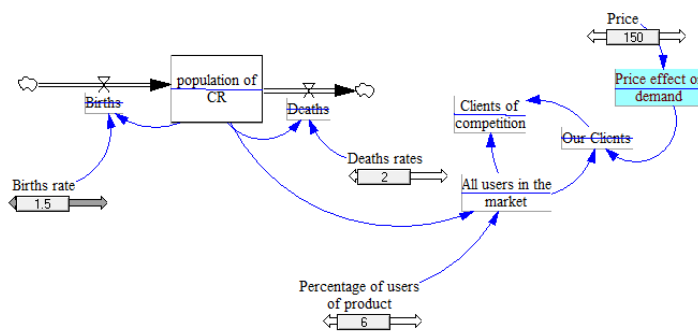 Price
150
population of
CR
Births
Deaths
Price effect o
demand
Clients of
competition
Our Clients
Deaths rates
2
All users in the
market
Births rate
1.5
Percentage of users
of product
6